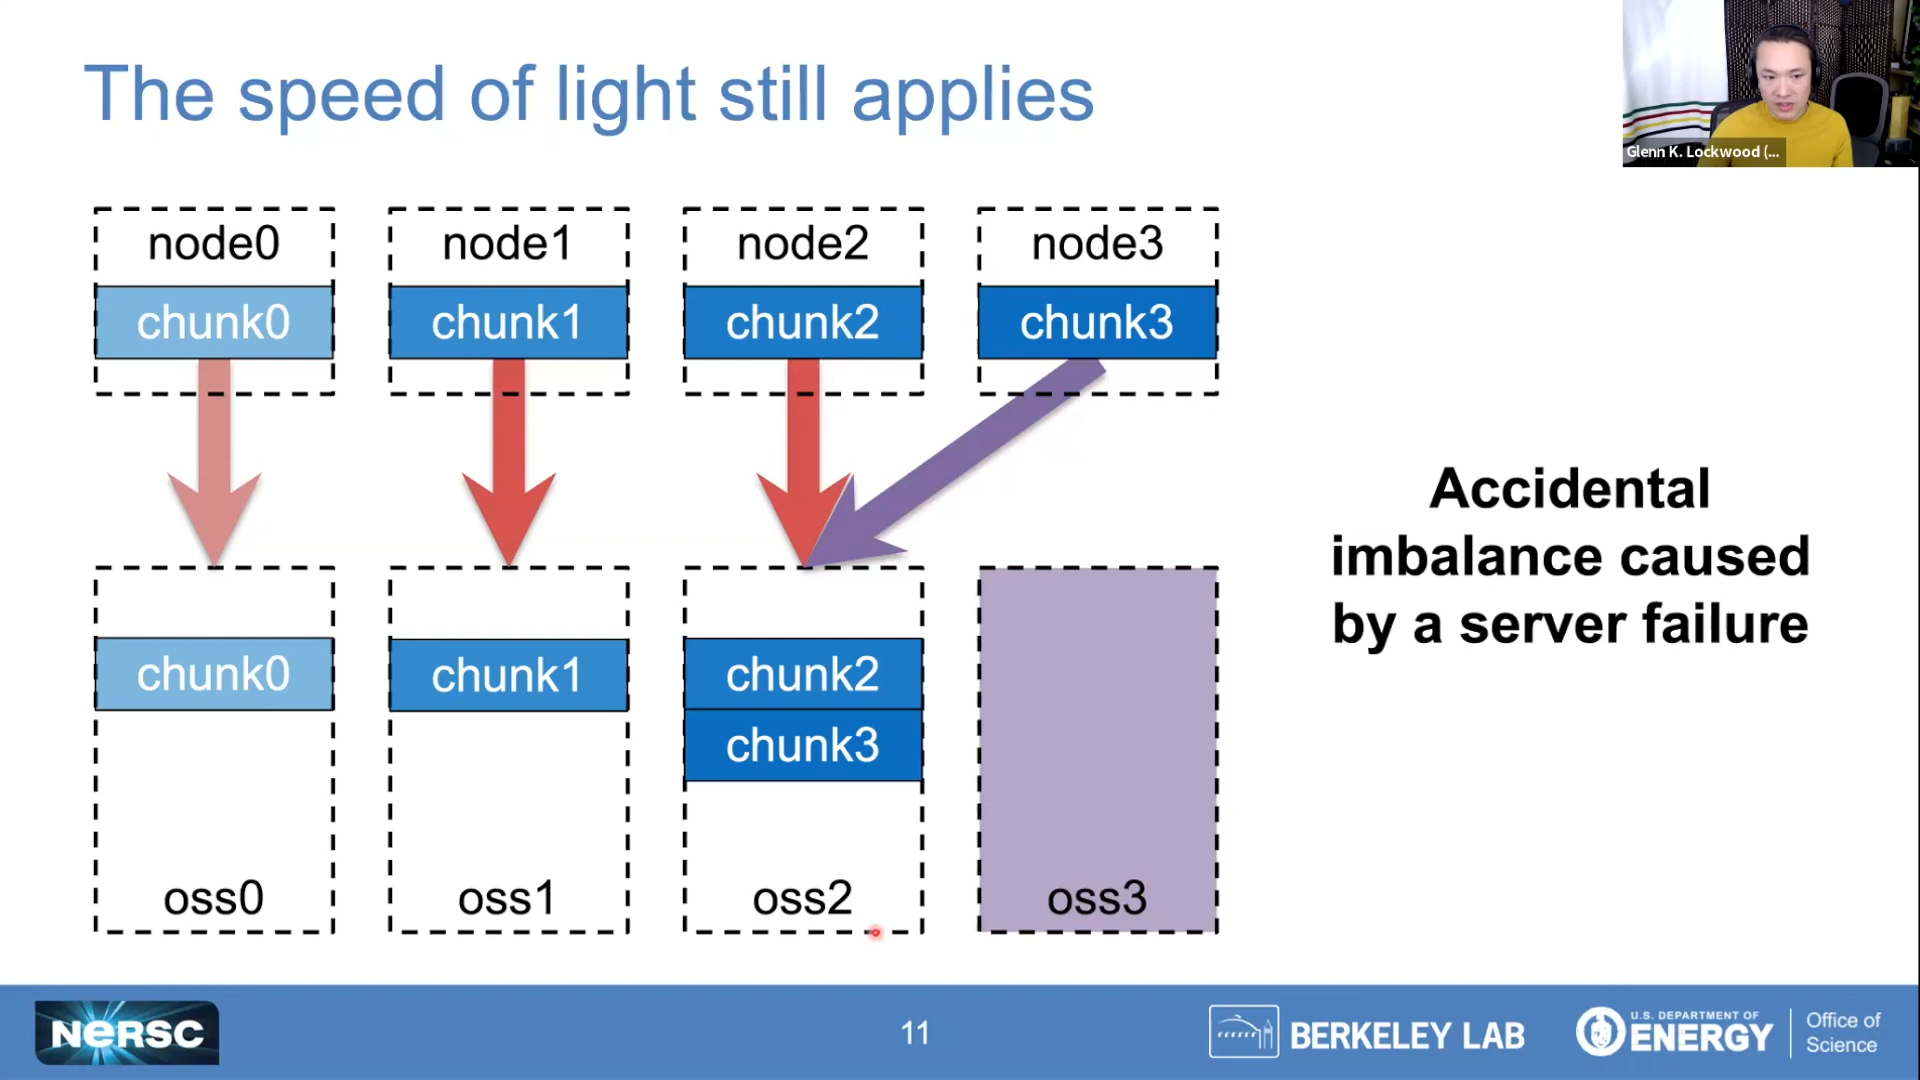 The speed of light still applies
Glenn K. Lockwood (...
node0
node1
node2
node3
chunk0
chunk1
chunk2
chunk3
Accidental
imbalance caused
by a server failure
chunk0
chunk1
chunk2
chunk3
oss0
oss1
oss2
oss3
NeRSC
11
BERKELEY LAB
U.S. DEPARTMENT OF
ENERGY
Office of
Science